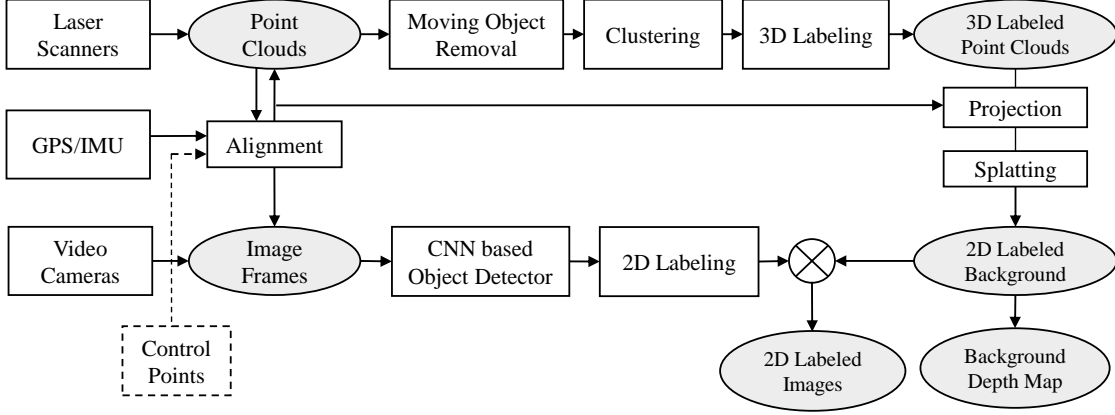 Laser
Scanners
Point
Clouds
Moving Object
Removal
Clustering
3D Labeling
3D Labeled
Point Clouds
Projection
GPS/IMU
Alignment
Splatting
Video
Cameras
Image
Frames
CNN based
Object Detector
2D Labeling
2D Labeled
Background
Control
Points
2D Labeled
Images
Background
Depth Map